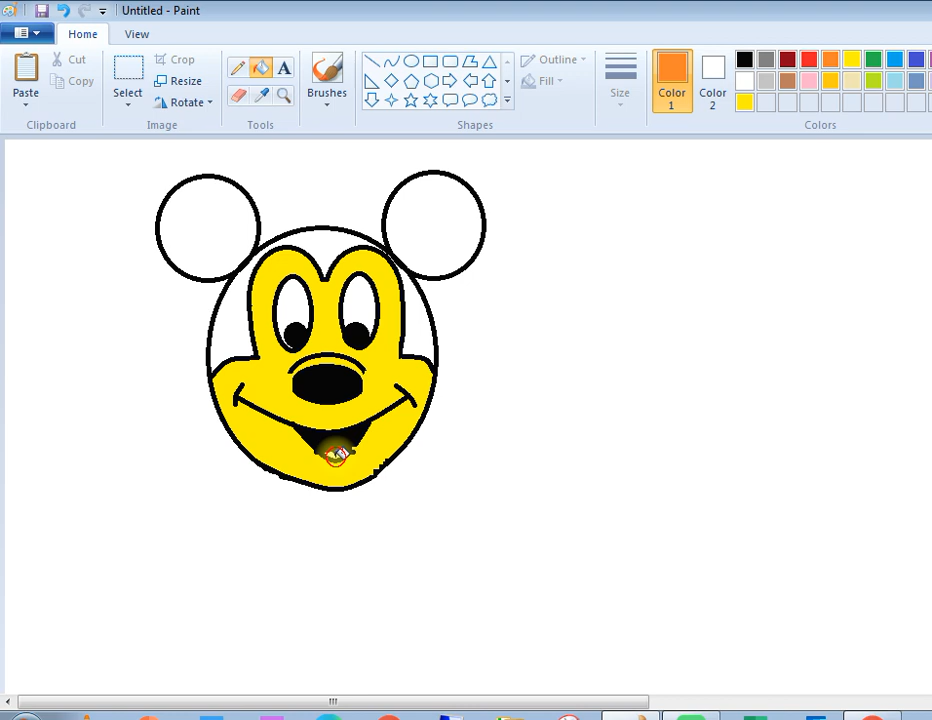 Untitled - Paint
Home View
Paste
Cut
Copy
Clipboard
Select
Crop
Resize
Rotate
Image
A
Tools
Brushes
Outline
Fill
Shapes
Size
Color
1
Color
2
Colors